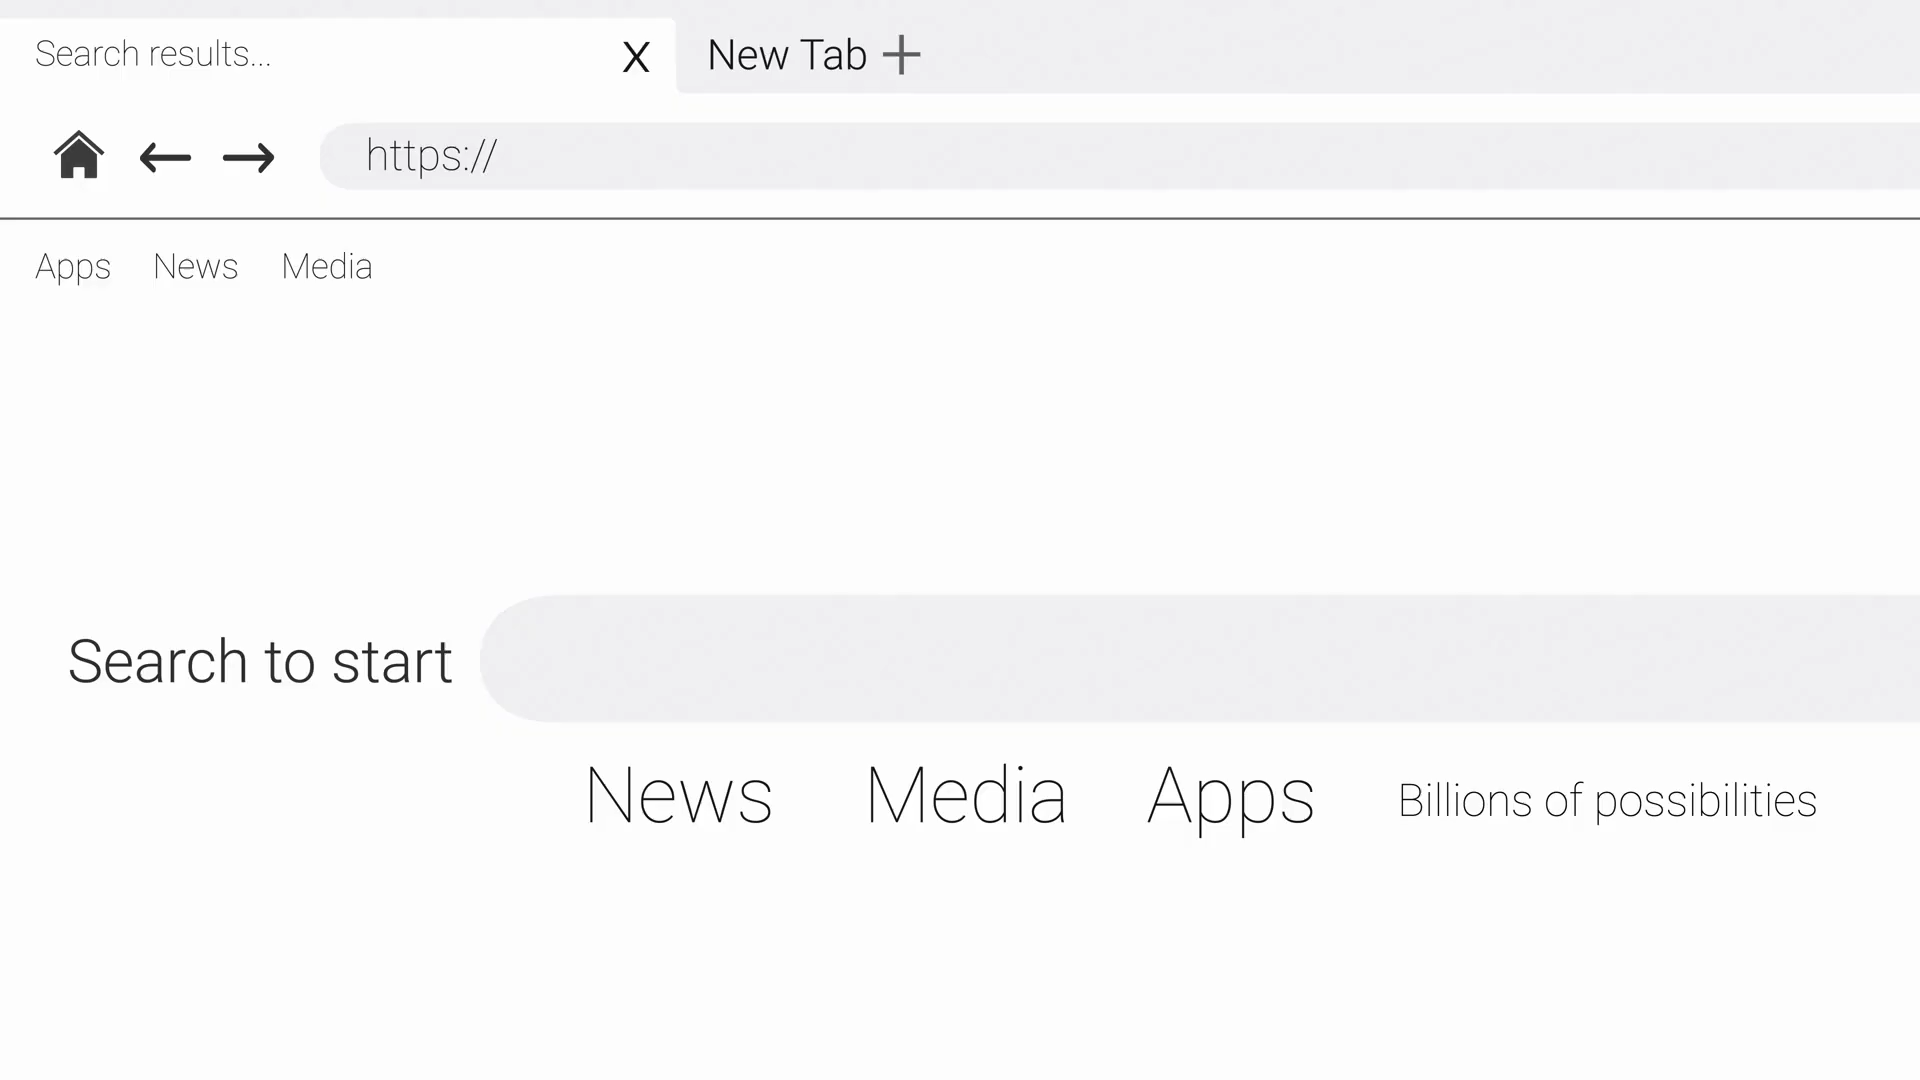 Search results... X New Tab +
https://
Apps News Media
Search to start
News Media Apps Billions of possibilities